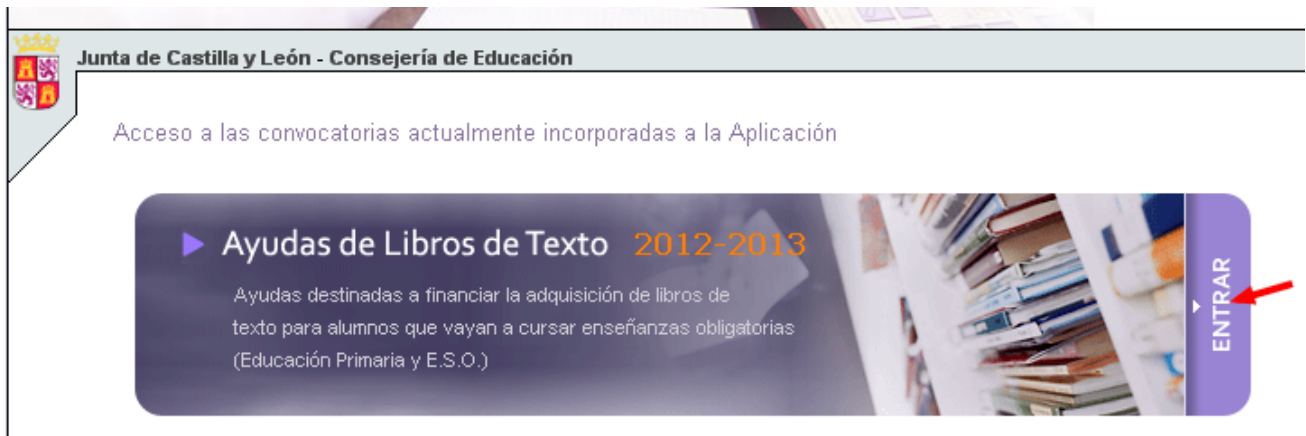 Junta de Castilla y León - Consejería de Educación
Acceso a las convocatorias actualmente incorporadas a la Aplicación
Ayudas de Libros de Texto 2012-2013
Ayudas destinadas a financiar la adquisición de libros de
texto para alumnos que vayan a cursar enseñanzas obligatorias
(Educación Primaria y E.S.O.)
ENTRAR